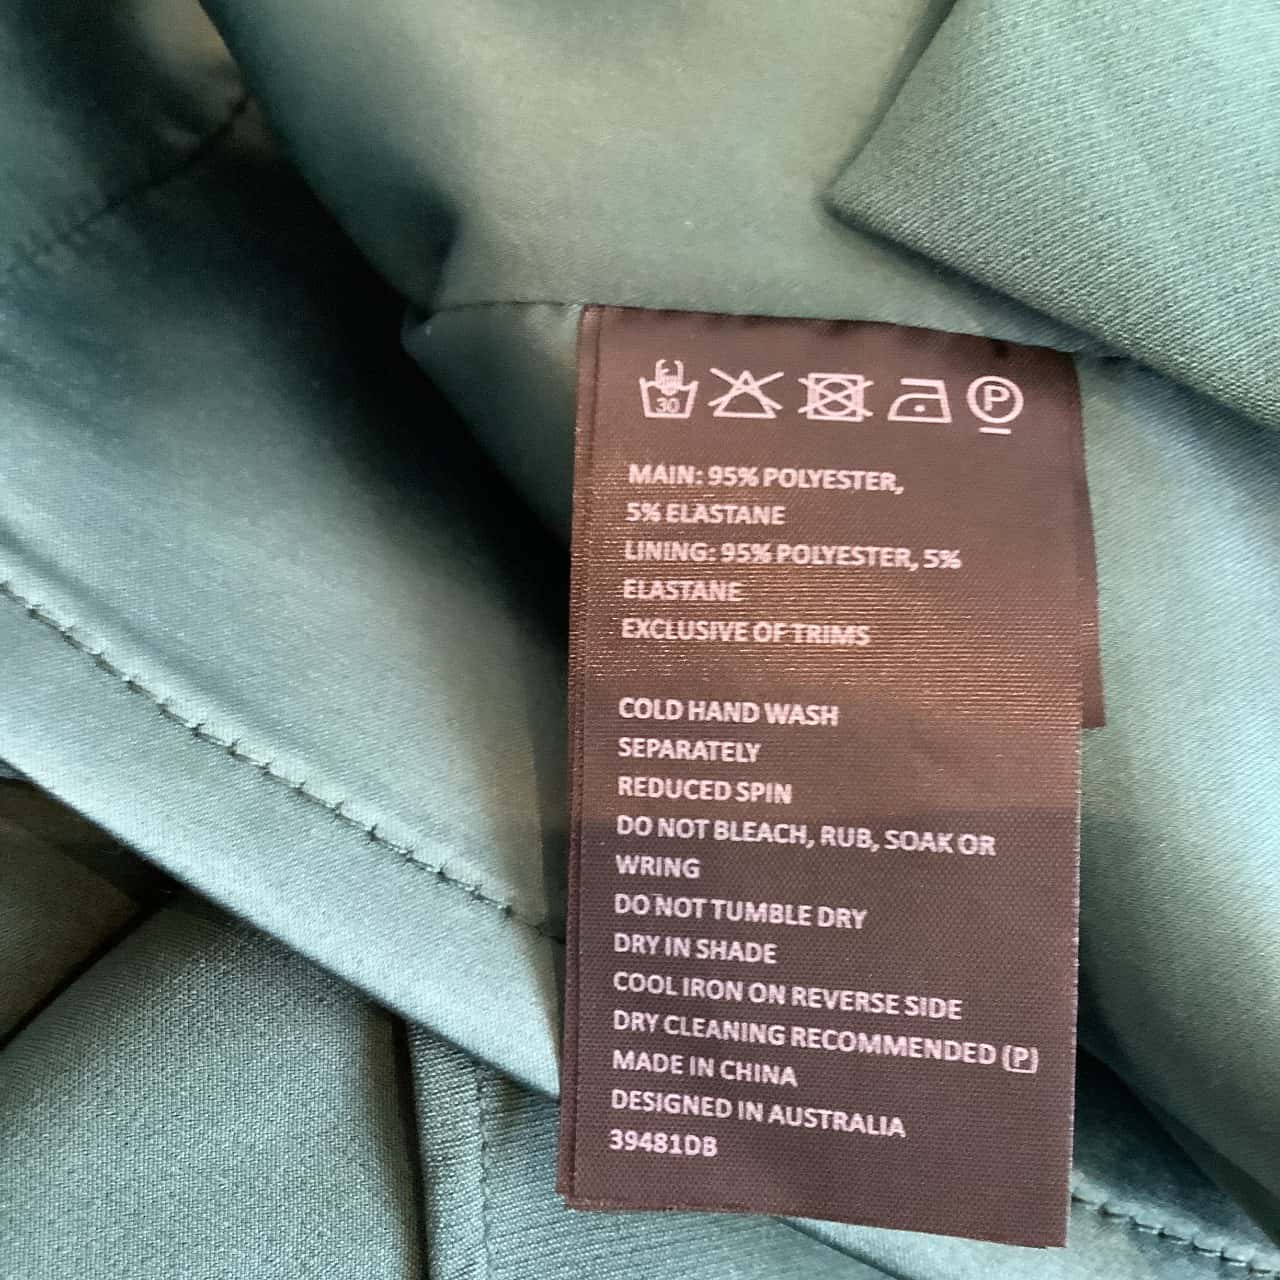 30 P
MAIN: 95% POLYESTER,
5% ELASTANE
LINING: 95% POLYESTER, 5%
ELASTANE
EXCLUSIVE OF TRIMS
COLD HAND WASH
SEPARATELY
REDUCED SPIN
DO NOT BLEACH, RUB, SOAK OR
WRING
DO NOT TUMBLE DRY
DRY IN SHADE
COOL IRON ON REVERSE SIDE
DRY CLEANING RECOMMENDED (P)
MADE IN CHINA
DESIGNED IN AUSTRALIA
39481DB